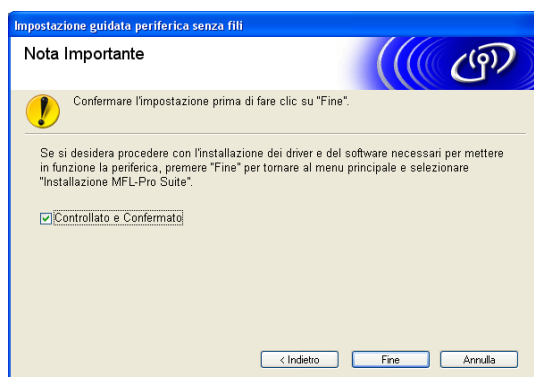 Impostazione guidata periferica senza fili
Nota Importante
Confermare l'impostazione prima di fare clic su "Fine".
Se si desidera procedere con l'installazione dei driver e del software necessari per mettere
in funzione la periferica, premere "Fine" per tornare al menu principale e selezionare
"Installazione MFL-Pro Suite".
Controllato e Confermato
< Indietro
Fine
Annulla